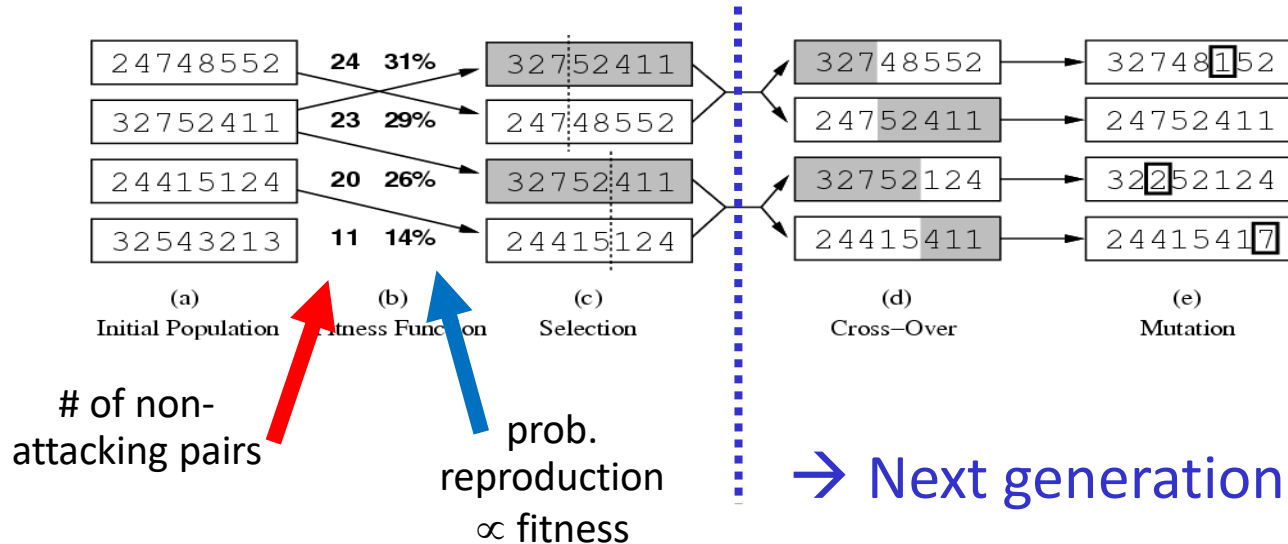 24748552 24 31% 32752411 32748552 32748152
32752411 23 29% 24748552 24752411 24752411
24415124 20 26% 32752411 32752124 32252124
32543213 11 14% 24415124 24415411 24415417
(a) (b) (c) (d) (e)
Initial Population Fitness Function Selection Cross–Over Mutation
# of non-
attacking pairs
prob.
reproduction
∝ fitness
→ Next generation